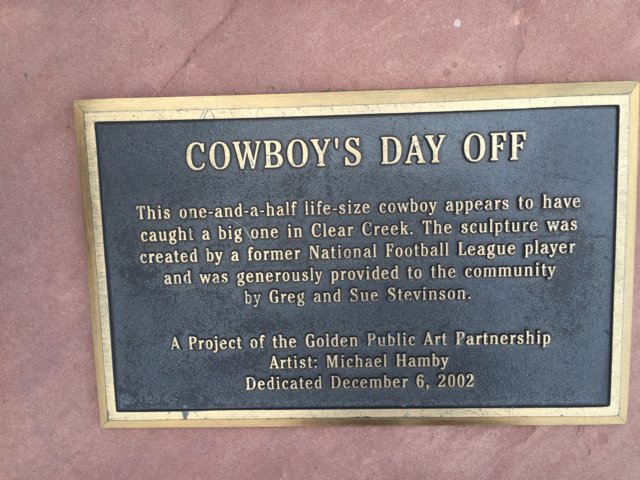 COWBOY'S DAY OFF
This one-and-a-half life-size cowboy appears to have
caught a big one in Clear Creek. The sculpture was
created by a former National Football League player
and was generously provided to the community
by Greg and Sue Stevinson.
A Project of the Golden Public Art Partnership
Artist: Michael Hamby
Dedicated December 6, 2002